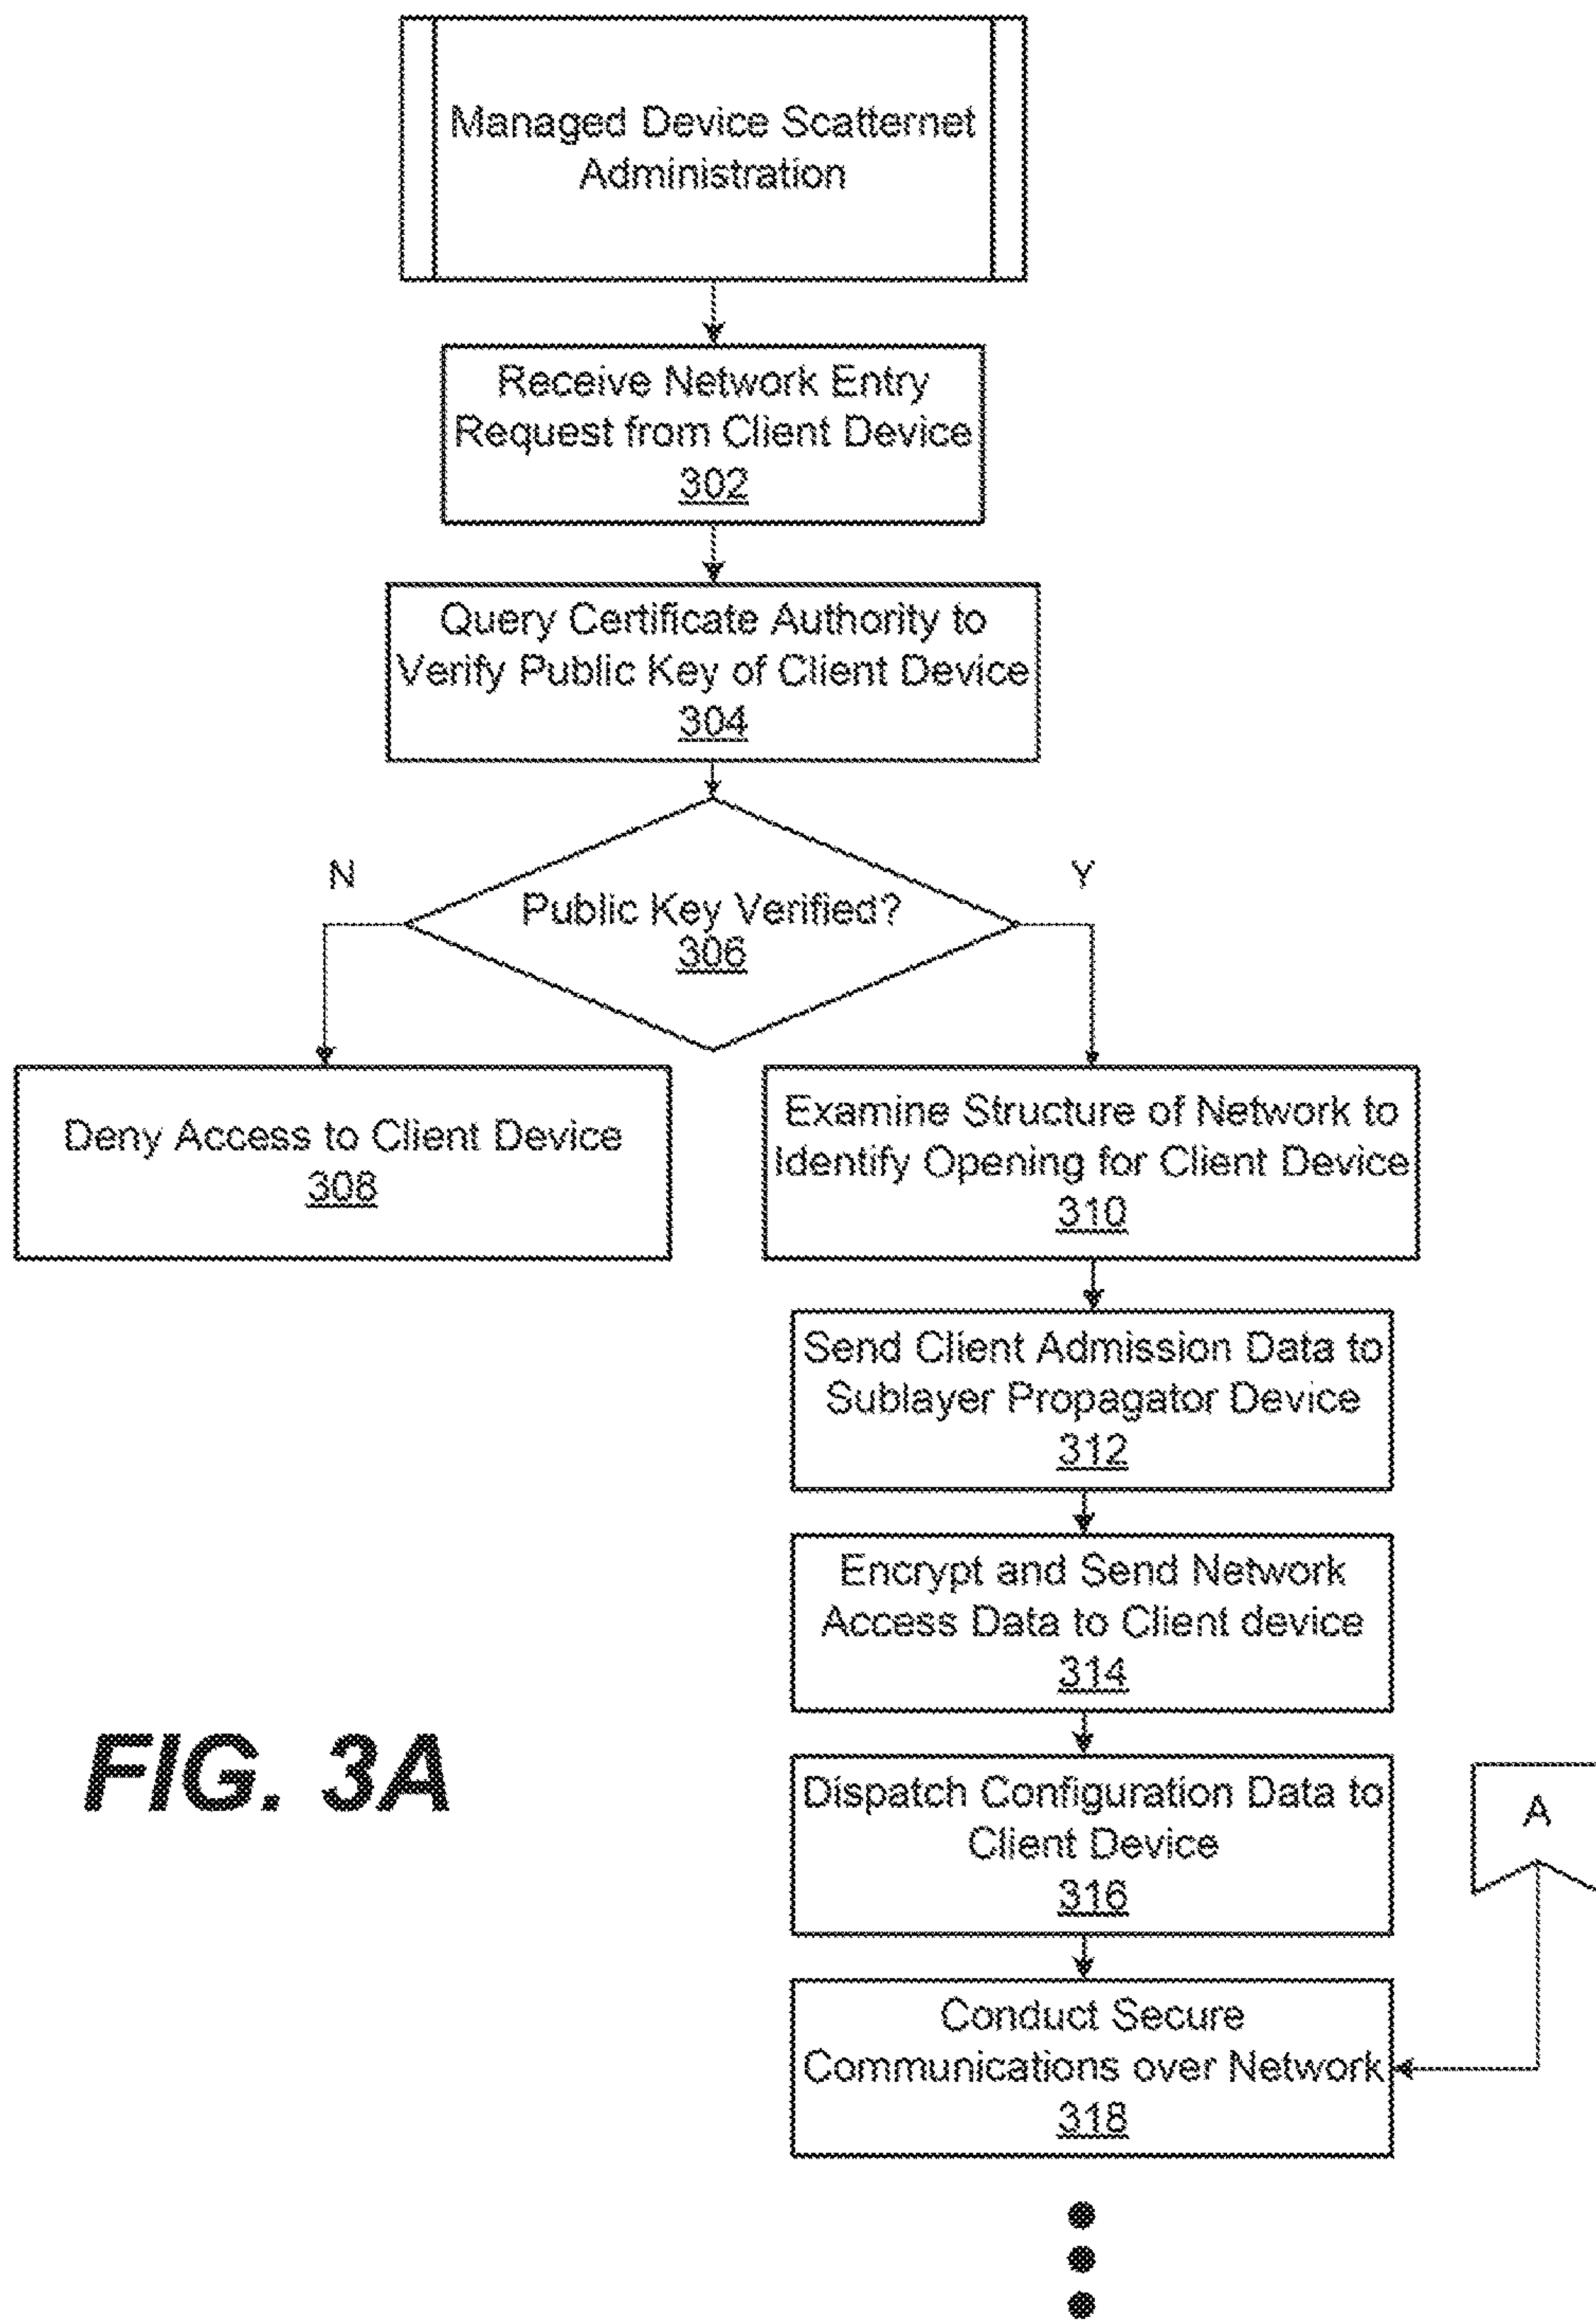 Managed Device Scatternet
Administration
Receive Network Entry
Request from Client Device
302
Query Certificate Authority to
Verify Public Key of Client Device
304
N
Y
Public Key Verified?
306
Deny Access to Client Device
308
Examine Structure of Network to
Identify Opening for Client Device
310
Send Client Admission Data to
Sublayer Propagator Device
312
Encrypt and Send Network
Access Data to Client device
314
FIG. 3A
Dispatch Configuration Data to
Client Device
316
A
Conduct Secure
Communications over Network
318